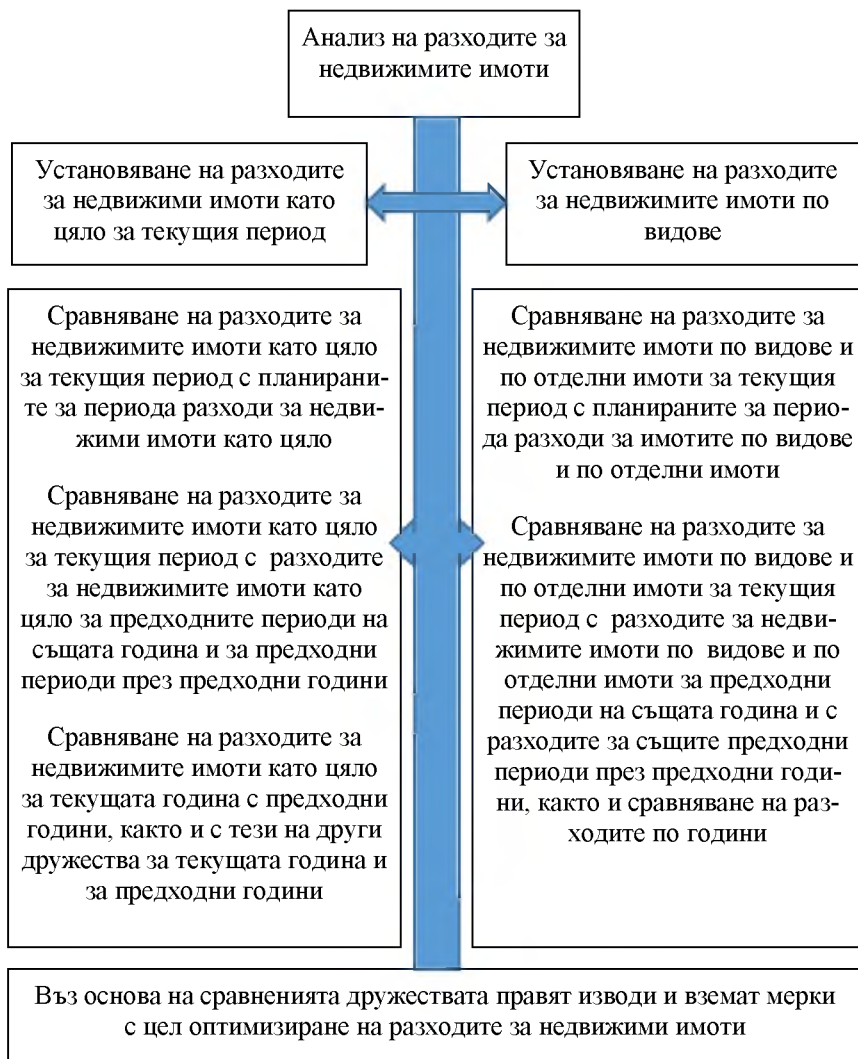 Анализ на разходите за
недвижимите имоти
Установяване на разходите
за недвижими имоти като
цяло за текущия период
Установяване на разходите
за недвижимите имоти по
видове
Сравняване на разходите за
недвижимите имоти като цяло
за текущия период с планирани-
те за периода разходи за недви-
жими имоти като цяло
Сравняване на разходите за
недвижимите имоти като цяло
за текущия период с разходите
за недвижимите имоти като
цяло за предходните периоди на
същата година и за предходни
периоди през предходни години
Сравняване на разходите за
недвижимите имоти като цяло
за текущата година с предходни
години, както и с тези на други
дружества за текущата година и
за предходни години
Сравняване на разходите за
недвижимите имоти по видове и
по отделни имоти за текущия
период с планираните за перио-
да разходи за имотите по видове
и по отделни имоти
Сравняване на разходите за
недвижимите имоти по видове и
по отделни имоти за текущия
период с разходите за недви-
жимите имоти по видове и по
отделни имоти за предходни
периоди на същата година и с
разходите за същите предходни
периоди през предходни годи-
ни, както и сравняване на раз-
ходите по години
Въз основа на сравненията дружествата правят изводи и вземат мерки
с цел оптимизиране на разходите за недвижими имоти